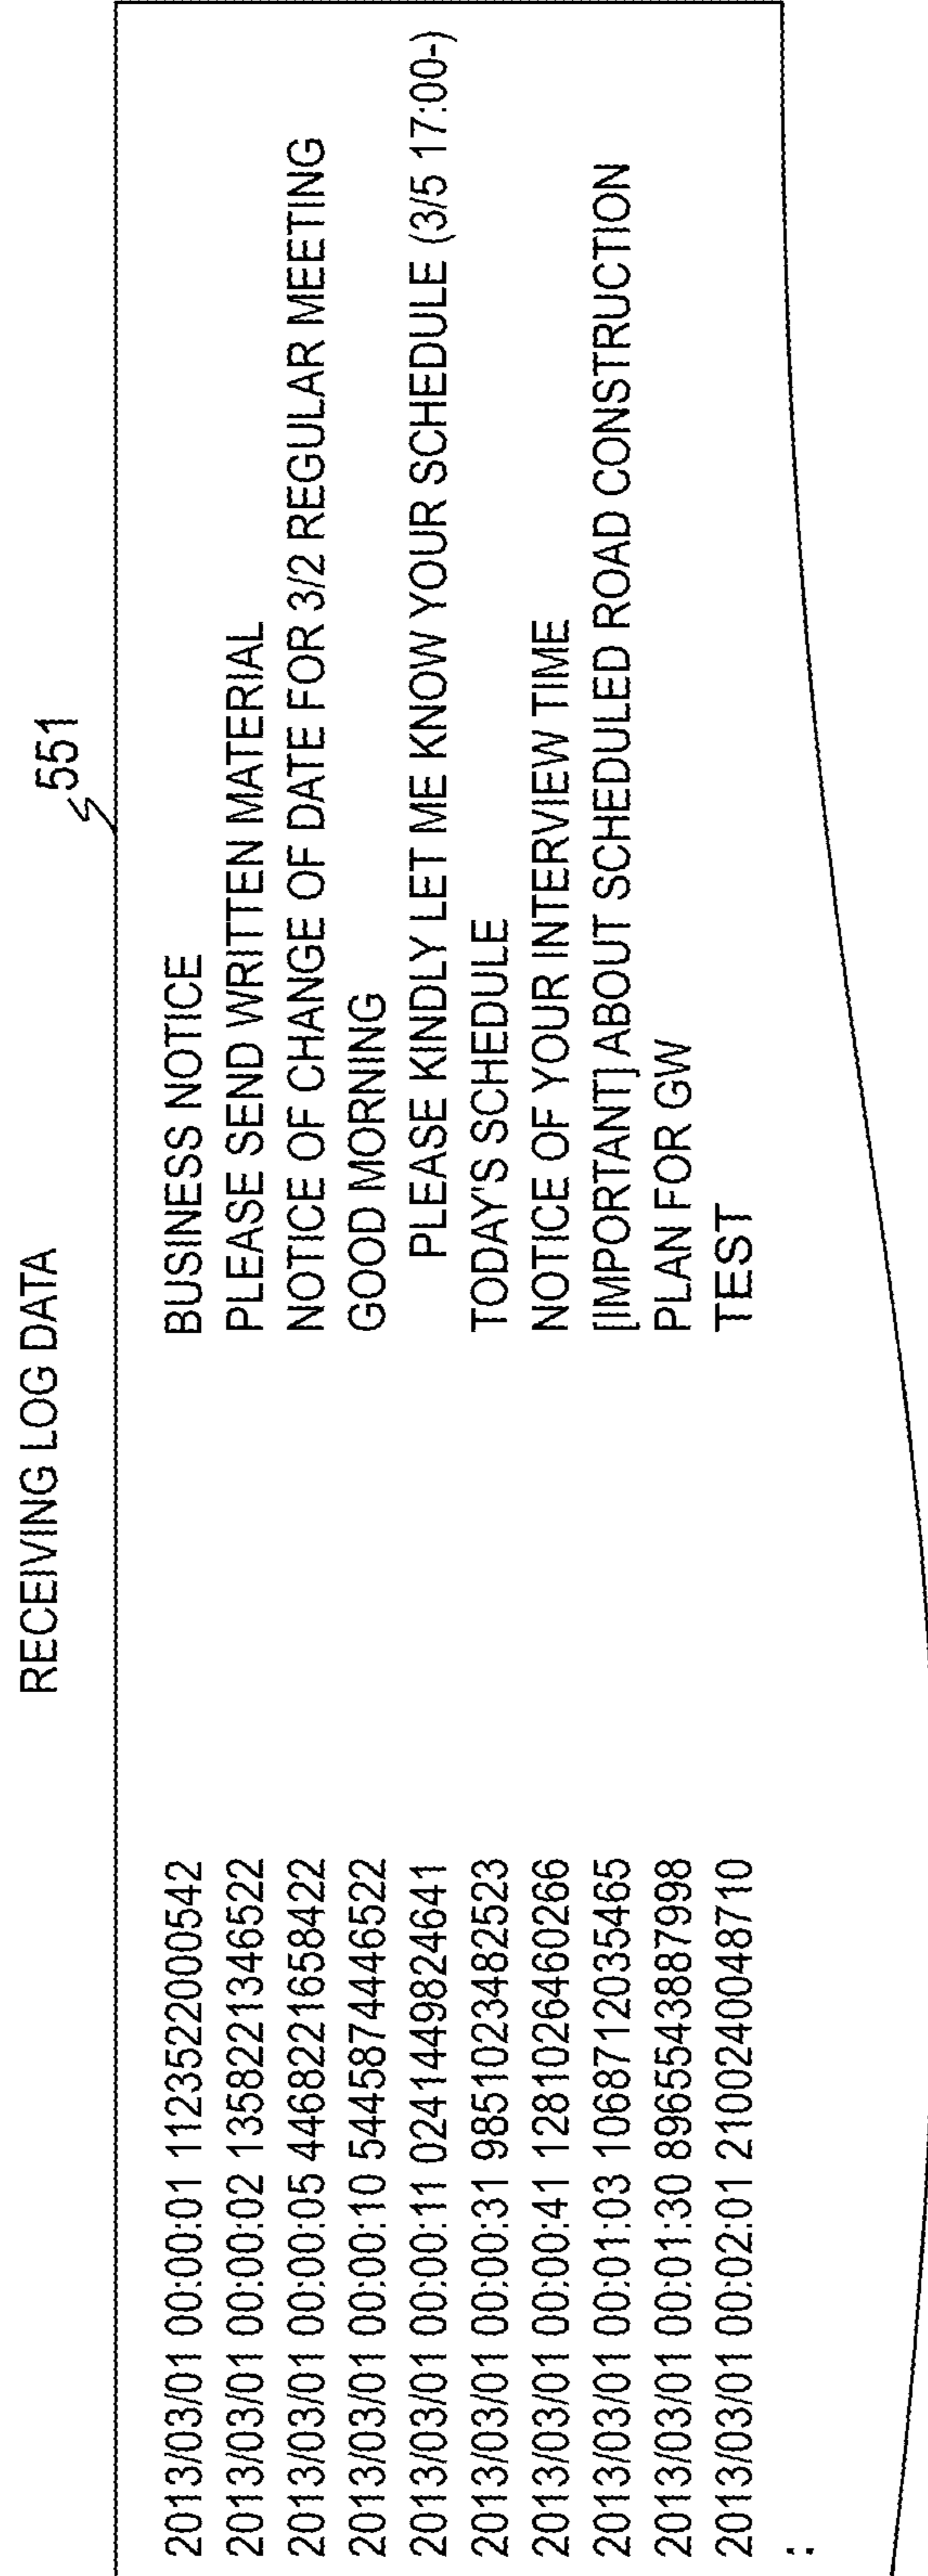 RECEIVING LOG DATA
551
2013/03/01 00:00:01 1123522000542 BUSINESS NOTICE
2013/03/01 00:00:02 1358221346522 PLEASE SEND WRITTEN MATERIAL
2013/03/01 00:00:05 4468221658422 NOTICE OF CHANGE OF DATE FOR 3/2 REGULAR MEETING
2013/03/01 00:00:10 5445874446522 GOOD MORNING
2013/03/01 00:00:11 0241449824641 PLEASE KINDLY LET ME KNOW YOUR SCHEDULE (3/5 17:00-)
2013/03/01 00:00:31 9851023482523 TODAY'S SCHEDULE
2013/03/01 00:00:41 1281026460266 NOTICE OF YOUR INTERVIEW TIME
2013/03/01 00:01:03 1068712035465 [IMPORTANT] ABOUT SCHEDULED ROAD CONSTRUCTION
2013/03/01 00:01:30 8965543887998 PLAN FOR GW
2013/03/01 00:02:01 2100240048710 TEST
: